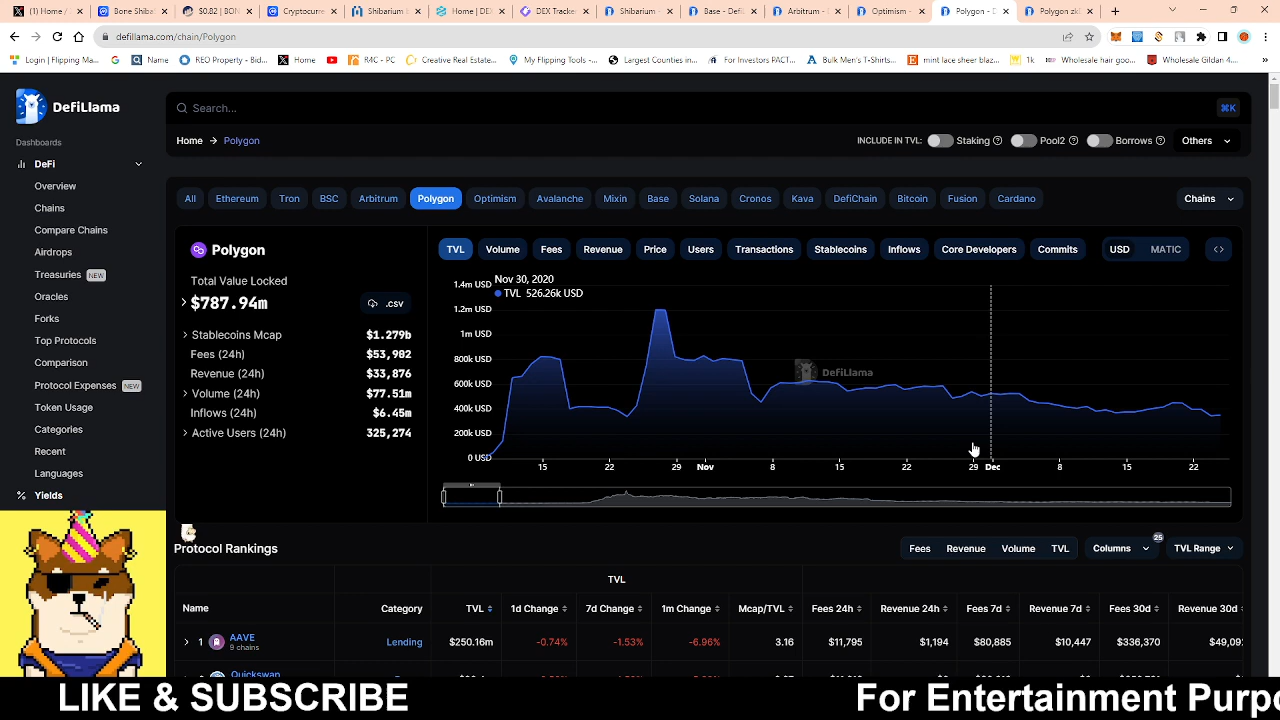 (1) Home /
Bone Shiba
$0.82 | BON
Cryptocurre
Shibarium B
Home | DEX
DEX Tracker
Shibarium -
Base - Defi
Arbitrum -
Optimism -
Polygon - D
Polygon zkE
defillama.com/chain/Polygon
Login | Flipping Ma...
Name
REO Property - Bid...
Home
R4C - PC
Creative Real Estate...
My Flipping Tools -...
Largest Counties in...
For Investors PACT...
Bulk Men's T-Shirts...
mint lace sheer blaz...
1k
Wholesale hair goo...
Wholesale Gildan 4...
»
DefiLlama
Search...
⌘K
Dashboards
Home → Polygon
INCLUDE IN TVL: Staking Pool2 Borrows Others
DeFi
Overview
Chains
Compare Chains
Airdrops
Treasuries NEW
Oracles
Forks
Top Protocols
Comparison
Protocol Expenses NEW
Token Usage
Categories
Recent
Languages
Yields
All Ethereum Tron BSC Arbitrum Polygon Optimism Avalanche Mixin Base Solana Cronos Kava DefiChain Bitcoin Fusion Cardano Chains
Polygon
Total Value Locked
$787.94m .csv
Stablecoins Mcap $1.279b
Fees (24h) $53,902
Revenue (24h) $33,876
Volume (24h) $77.51m
Inflows (24h) $6.45m
Active Users (24h) 325,274
TVL Volume Fees Revenue Price Users Transactions Stablecoins Inflows Core Developers Commits USD MATIC
Nov 30, 2020
TVL 526.26k USD
1.4m USD
1.2m USD
1m USD
800k USD
600k USD
400k USD
200k USD
0 USD
DefiLlama
15 22 29 Nov 8 15 22 29 Dec 8 15 22
Protocol Rankings
Fees Revenue Volume TVL Columns 25 TVL Range
TVL
Name Category TVL 1d Change 7d Change 1m Change Mcap/TVL Fees 24h Revenue 24h Fees 7d Revenue 7d Fees 30d Revenue 30d
1 AAVE Lending $250.16m -0.74% -1.53% -6.96% 3.16 $11,795 $1,194 $80,885 $10,447 $336,370 $49,09
9 chains
Quickswap
LIKE & SUBSCRIBE
For Entertainment Purpo